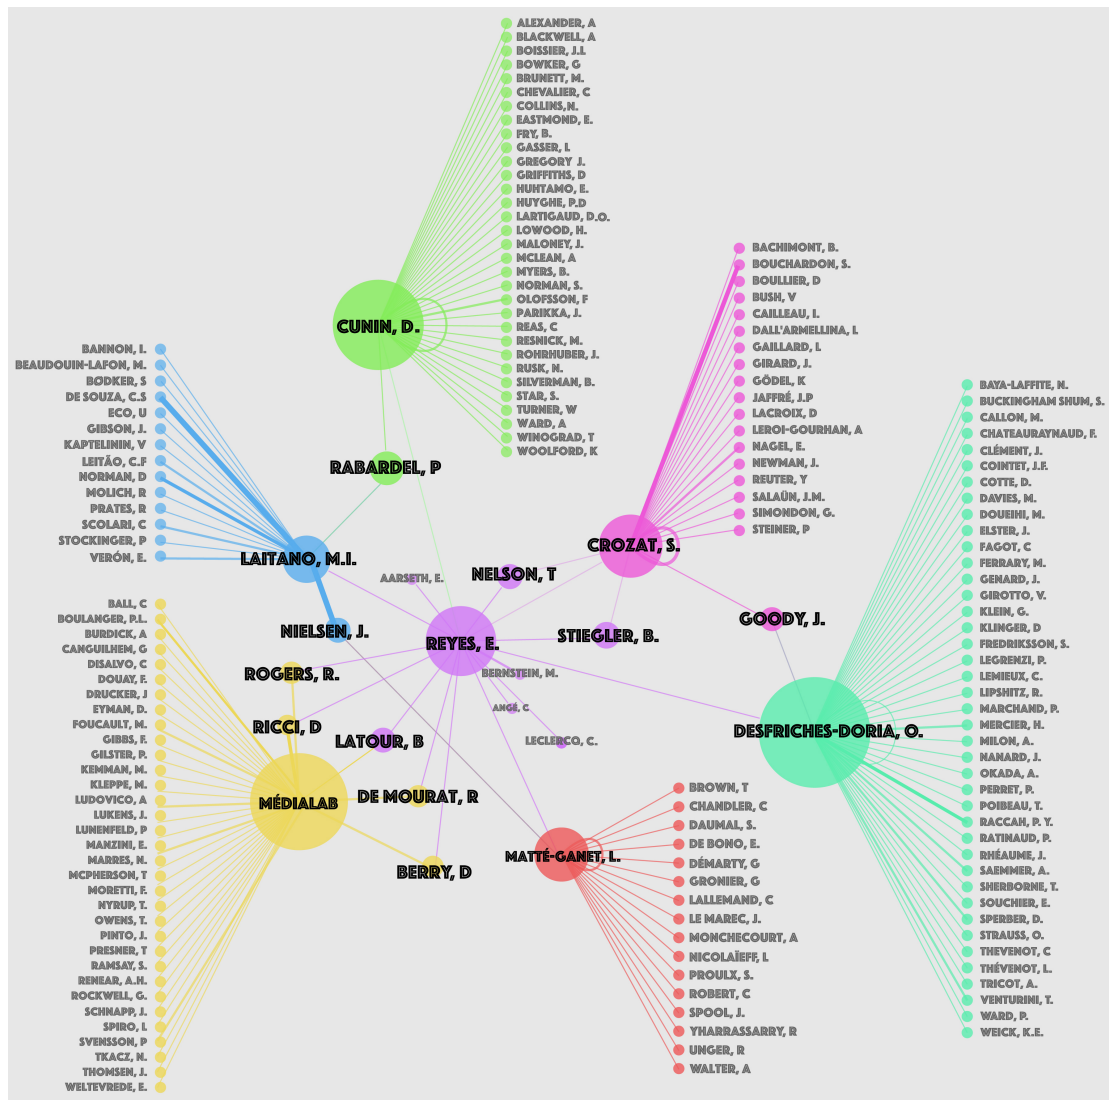 ALEXANDER, A
BLACKWELL, A
BOISSIER, J.L
BOWKER, G
BRUNETT, M.
CHEVALIER, C
COLLINS,N.
EASTMOND, E.
FRY, B.
GASSER, L
GREGORY J.
GRIFFITHS, D
HUHTAMO, E.
HUYGHE, P.D
LARTIGAUD, D.O.
LOWOOD, H.
MALONEY, J.
MCLEAN, A
MYERS, B.
NORMAN, S.
OLOFSSON, F
PARIKKA, J.
REAS, C
RESNICK, M.
ROHRHUBER, J.
RUSK, N.
SILVERMAN, B.
STAR, S.
TURNER, W
WARD, A
WINOGRAD, T
WOOLFORD, K
CUNIN, D.
RABARDEL, P
BACHIMONT, B.
BOUCHARDON, S.
BOULLIER, D
BUSH, V
CAILLEAU, I.
DALL'ARMELLINA, L
GAILLARD, L
GIRARD, J.
GÖDEL, K
JAFFRÉ, J.P
LACROIX, D
LEROI-GOURHAN, A
NAGEL, E.
NEWMAN, J.
REUTER, Y
SALAÜN, J.M.
SIMONDON, G.
STEINER, P
CROZAT, S.
BANNON, L.
BEAUDOUIN-LAFON, M.
BØDKER, S
DE SOUZA, C.S
ECO, U
GIBSON, J.
KAPTELININ, V
LEITÃO, C.F
NORMAN, D
MOLICH, R
PRATES, R
SCOLARI, C
STOCKINGER, P
VERÓN, E.
LAITANO, M.I.
AARSETH, E.
NELSON, T
NIELSEN, J.
REYES, E.
STIEGLER, B.
GOODY, J.
BERNSTEIN, M.
ANGÉ, C
LECLERCQ, C.
ROGERS, R.
RICCI, D
LATOUR, B
DE MOURAT, R
MÉDIALAB
BERRY, D
MATTÉ-GANET, L.
DESFRICHES-DORIA, O.
BALL, C
BOULANGER, P.L.
BURDICK, A
CANGUILHEM, G
DISALVO, C
DOUAY, F.
DRUCKER, J
EYMAN, D.
FOUCAULT, M.
GIBBS, F.
GILSTER, P.
KEMMAN, M.
KLEPPE, M.
LUDOVICO, A
LUKENS, J.
LUNENFELD, P
MANZINI, E.
MARRES, N.
MCPHERSON, T
MORETTI, F.
NYRUP, T.
OWENS, T.
PINTO, J.
PRESNER, T
RAMSAY, S.
RENEAR, A.H.
ROCKWELL, G.
SCHNAPP, J.
SPIRO, L
SVENSSON, P
TKACZ, N.
THOMSEN, J.
WELTEVREDE, E.
BROWN, T
CHANDLER, C
DAUMAL, S.
DE BONO, E.
DÉMARTY, G
GRONIER, G
LALLEMAND, C
LE MAREC, J.
MONCHECOURT, A
NICOLAÏEFF, L
PROULX, S.
ROBERT, C
SPOOL, J.
YHARRASSARRY, R
UNGER, R
WALTER, A
BAYA-LAFFITE, N.
BUCKINGHAM SHUM, S.
CALLON, M.
CHATEAURAYNAUD, F.
CLÉMENT, J.
COINTET, J.F.
COTTE, D.
DAVIES, M.
DOUEIHI, M.
ELSTER, J.
FAGOT, C
FERRARY, M.
GENARD, J.
GIROTTO, V.
KLEIN, G.
KLINGER, D
FREDRIKSSON, S.
LEGRENZI, P.
LEMIEUX, C.
LIPSHITZ, R.
MARCHAND, P.
MERCIER, H.
MILON, A.
NANARD, J.
OKADA, A.
PERRET, P.
POIBEAU, T.
RACCAH, P. Y.
RATINAUD, P.
RHÉAUME, J.
SAEMMER, A.
SHERBORNE, T.
SOUCHIER, E.
SPERBER, D.
STRAUSS, O.
THEVENOT, C
THÉVENOT, L.
TRICOT, A.
VENTURINI, T.
WARD, P.
WEICK, K.E.